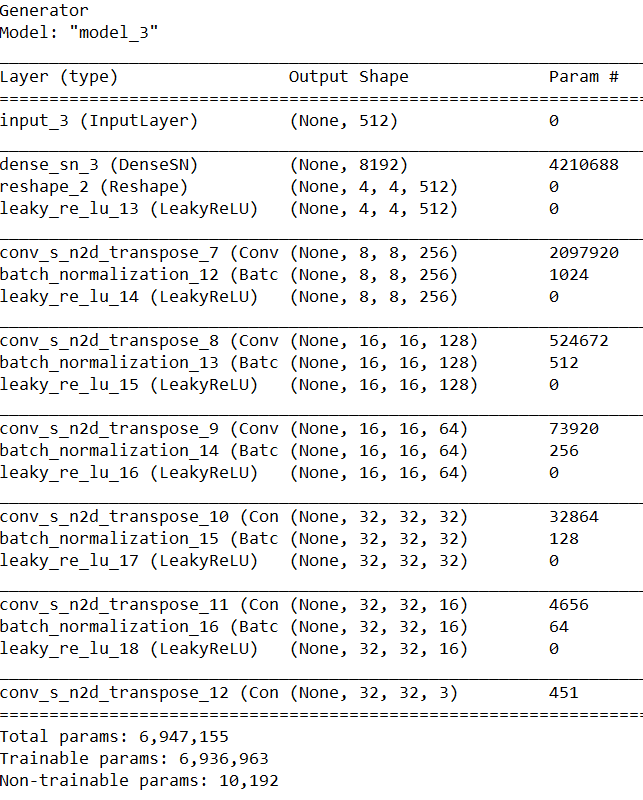 Generator
Model: "model_3"
Layer (type) Output Shape Param #
input_3 (InputLayer) (None, 512) 0
dense_sn_3 (DenseSN) (None, 8192) 4210688
reshape_2 (Reshape) (None, 4, 4, 512) 0
leaky_re_lu_13 (LeakyReLU) (None, 4, 4, 512) 0
conv_s_n2d_transpose_7 (Conv (None, 8, 8, 256) 2097920
batch_normalization_12 (Batc (None, 8, 8, 256) 1024
leaky_re_lu_14 (LeakyReLU) (None, 8, 8, 256) 0
conv_s_n2d_transpose_8 (Conv (None, 16, 16, 128) 524672
batch_normalization_13 (Batc (None, 16, 16, 128) 512
leaky_re_lu_15 (LeakyReLU) (None, 16, 16, 128) 0
conv_s_n2d_transpose_9 (Conv (None, 16, 16, 64) 73920
batch_normalization_14 (Batc (None, 16, 16, 64) 256
leaky_re_lu_16 (LeakyReLU) (None, 16, 16, 64) 0
conv_s_n2d_transpose_10 (Con (None, 32, 32, 32) 32864
batch_normalization_15 (Batc (None, 32, 32, 32) 128
leaky_re_lu_17 (LeakyReLU) (None, 32, 32, 32) 0
conv_s_n2d_transpose_11 (Con (None, 32, 32, 16) 4656
batch_normalization_16 (Batc (None, 32, 32, 16) 64
leaky_re_lu_18 (LeakyReLU) (None, 32, 32, 16) 0
conv_s_n2d_transpose_12 (Con (None, 32, 32, 3) 451
Total params: 6,947,155
Trainable params: 6,936,963
Non-trainable params: 10,192